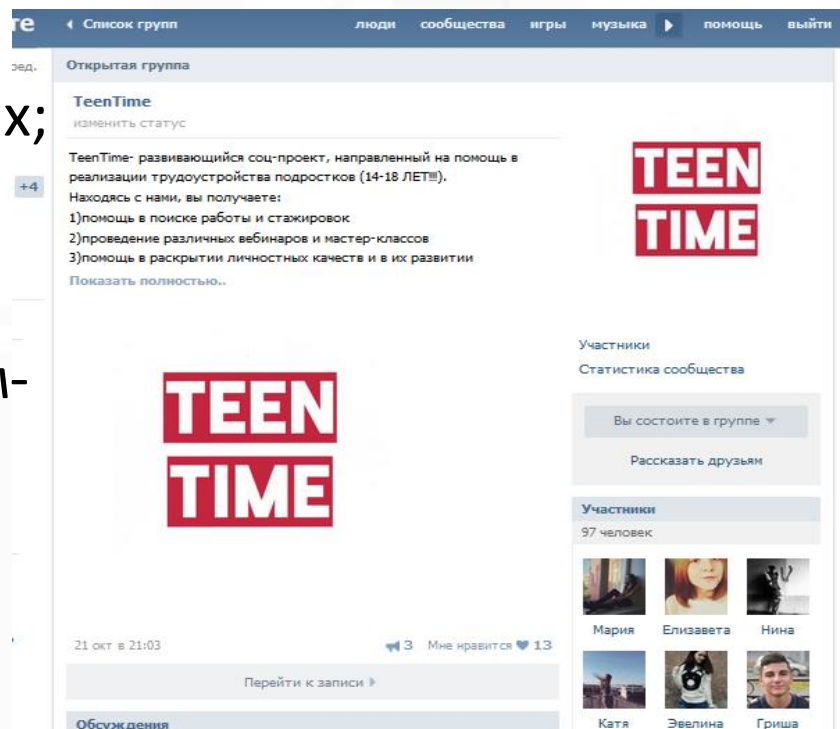 те
Список групп люди сообщества игры музыка помощь выйти
ред.
Открытая группа
х;
TeenTime
изменить статус
+4
TeenTime- развивающийся соц-проект, направленный на помощь в
реализации трудоустройства подростков (14-18 ЛЕТ!!!).
Находясь с нами, вы получаете:
1)помощь в поиске работы и стажировок
2)проведение различных вебинаров и мастер-классов
3)помощь в раскрытии личностных качеств и в их развитии
Показать полностью..
TEEN
TIME
TEEN
TIME
21 окт в 21:03 3 Мне нравится 13
Перейти к записи
Обсуждения
Участники
Статистика сообщества
Вы состоите в группе
Рассказать друзьям
Участники
97 человек
Мария Елизавета Нина
Катя Эвелина Гриша